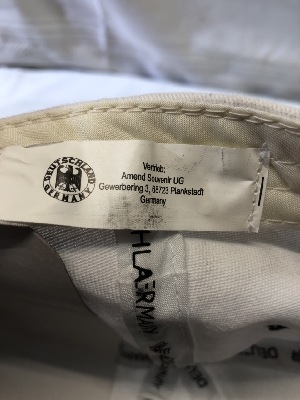 DEUTSCHLAND
GERMANY
Vertrieb:
Amend Souvenir UG
Gewerbering 3, 68723 Plankstadt
Germany